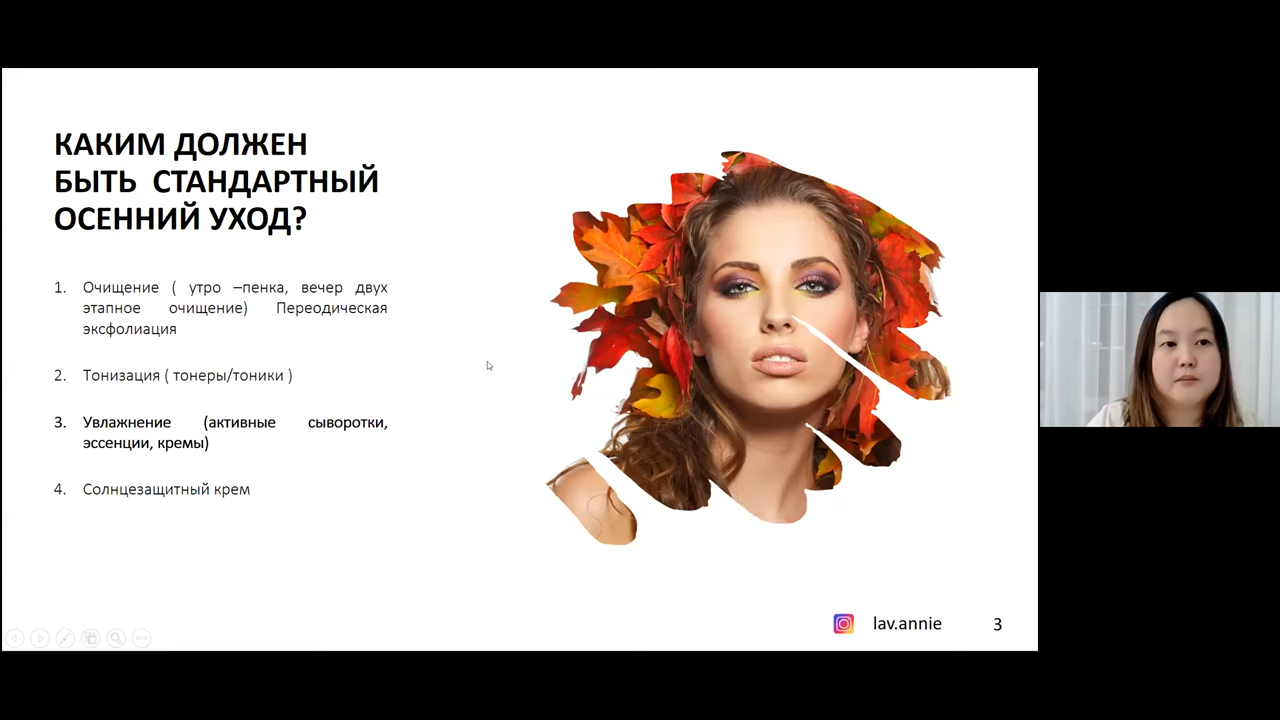 КАКИМ ДОЛЖЕН
БЫТЬ СТАНДАРТНЫЙ
ОСЕННИЙ УХОД?
1. Очищение ( утро –пенка, вечер двух
этапное очищение) Переодическая
эксфолиация
2. Тонизация ( тонеры/тоники )
3. Увлажнение (активные сыворотки,
эссенции, кремы)
4. Солнцезащитный крем
lav.annie 3